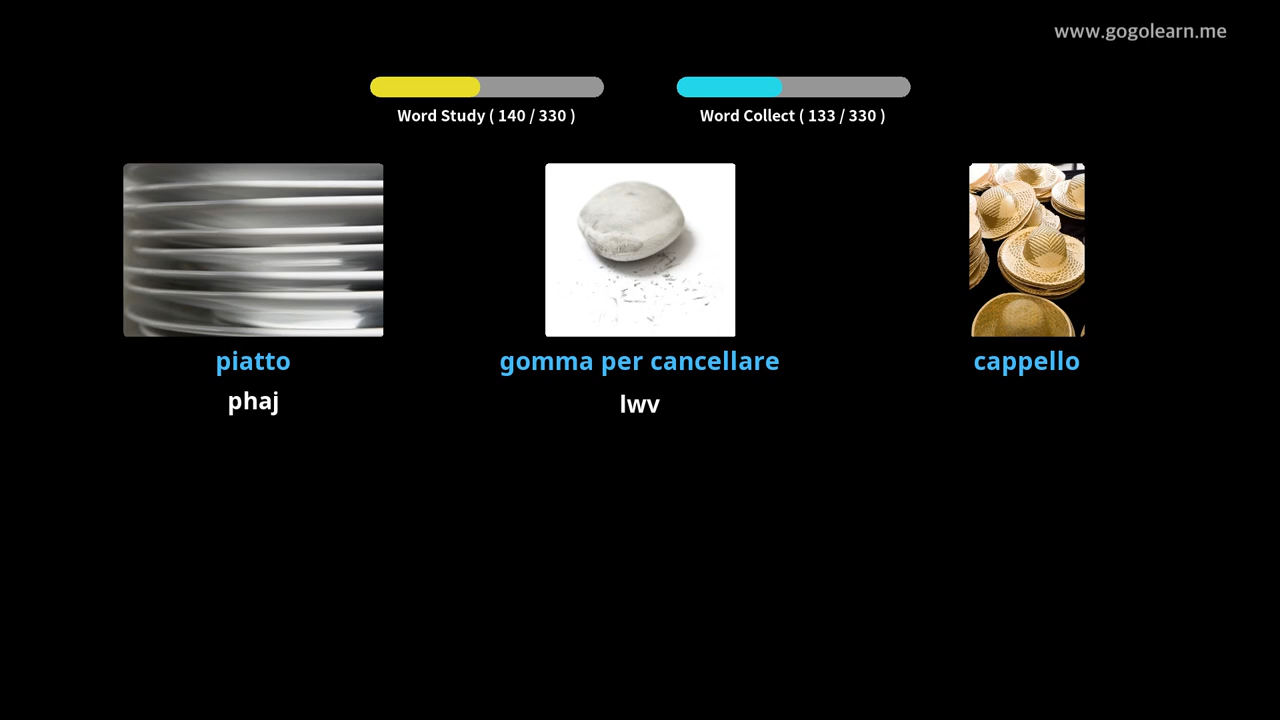 www.gogolearn.me
Word Study ( 140 / 330 )
Word Collect ( 133 / 330 )
piatto
gomma per cancellare
cappello
phaj
lwv